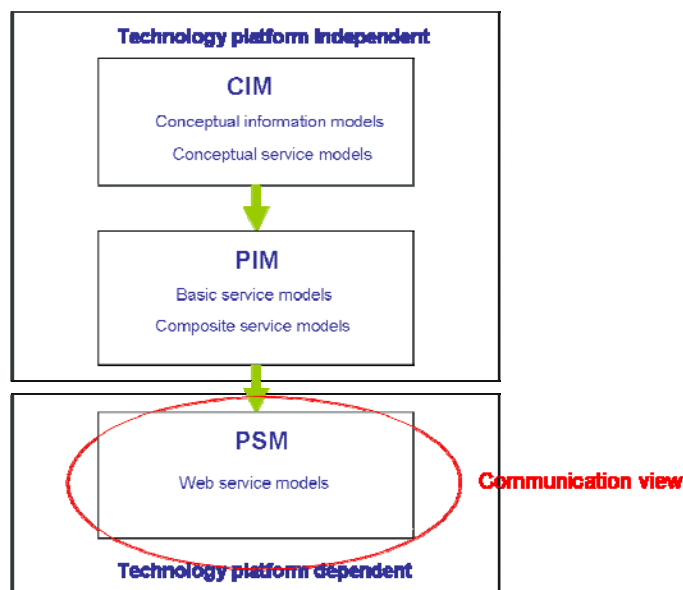 Technology platform Independent
CIM
Conceptual information models
Conceptual service models
PIM
Basic service models
Composite service models
PSM
Web service models
Communication view
Technology platform dependent